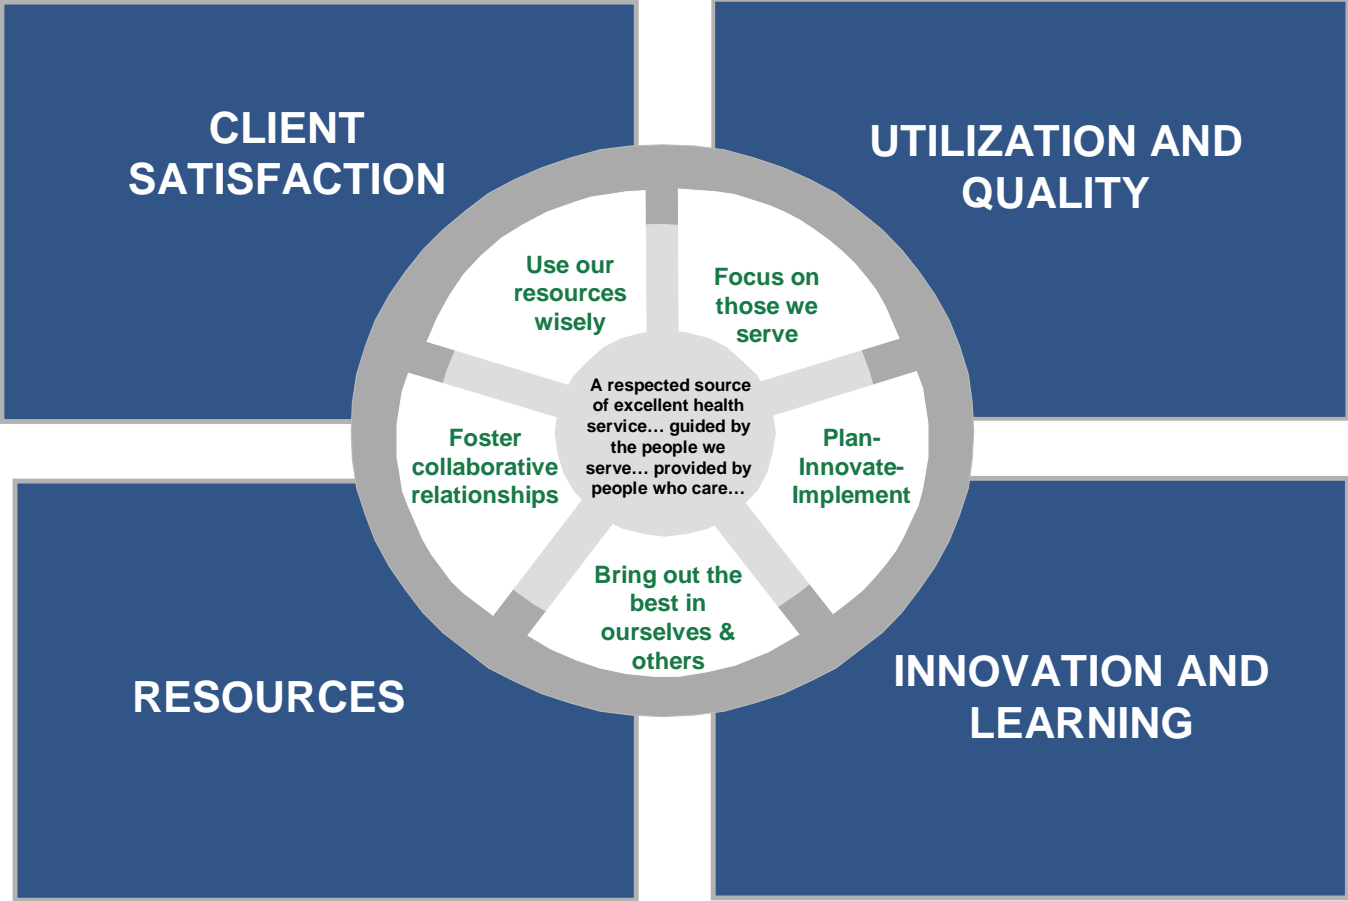 CLIENT
SATISFACTION
UTILIZATION AND
QUALITY
Use our
resources
wisely
Focus on
those we
serve
A respected source
of excellent health
service… guided by
the people we
serve… provided by
people who care…
Foster
collaborative
relationships
Plan-
Innovate-
Implement
Bring out the
best in
ourselves &
others
RESOURCES
INNOVATION AND
LEARNING